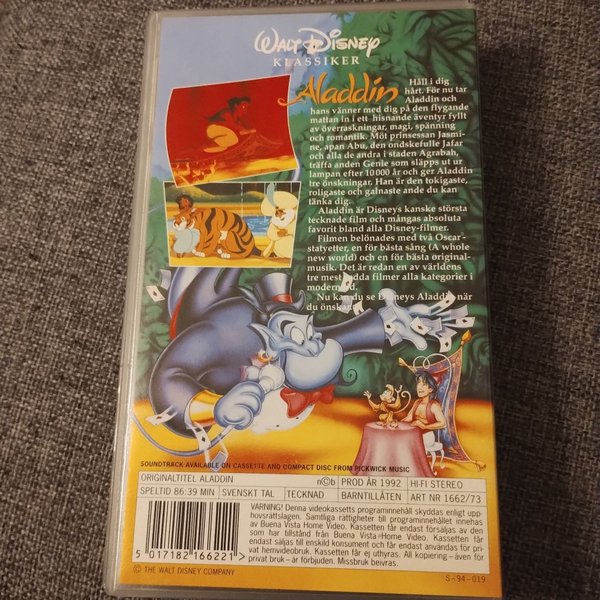 WALT DISNEY
KLASSIKER
Aladdin
Håll i dig
hårt. För nu tar
Aladdin och
hans vänner med dig på den flygande
mattan in i ett hisnande äventyr fyllt
av överraskningar, magi, spänning
och romantik. Möt prinsessan Jasmi-
ne, apan Abu, den ondskefulle Jafar
och alla de andra i staden Agrabah,
träffa anden Genie som släpps ut ur
lampan efter 10 000 år och ger Aladdin
tre önskningar. Han är den tokigaste,
roligaste och galnaste ande du kan
tänka dig.
Aladdin är Disneys kanske största
tecknade film och mångas absoluta
favorit bland alla Disney-filmer.
Filmen belönades med två Oscar-
statyetter, en för bästa sång (A whole
new world) och en för bästa original-
musik. Det är redan en av världens
tre mest sedda filmer alla kategorier i
modern tid.
Nu kan du se Disneys Aladdin när
du önskar.
SOUNDTRACK AVAILABLE ON CASSETTE AND COMPACT DISC FROM PICKWICK MUSIC
ORIGINALTITEL ALADDIN n©b PROD ÅR 1992 HI-FI STEREO
SPELTID 86:39 MIN SVENSKT TAL TECKNAD BARNTILLÅTEN ART NR 1662/73
VARNING! Denna videokassetts programinnehåll skyddas enligt upp-
hovsrättslagen. Samtliga rättigheter till programinnehållet innehas
av Buena Vista Home Video. Kassetten får endast försäljas av den
som har tillstånd från Buena Vista Home Video. Kassetten får
endast säljas till enskild konsument och får endast användas för pri-
vat hemvideobruk. Kassetten får ej uthyras. All kopiering – även för
privat bruk – är förbjuden. Missbruk beivras.
5 017182 166221 >
© THE WALT DISNEY COMPANY
S-94-019